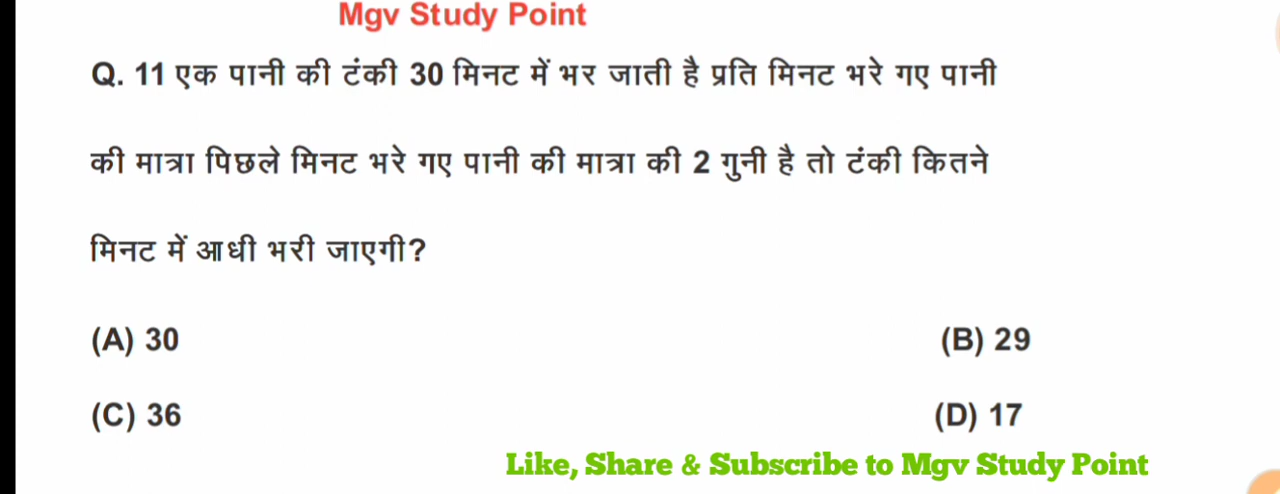 Mgv Study Point
Q. 11 एक पानी की टंकी 30 मिनट में भर जाती है प्रति मिनट भरे गए पानी
की मात्रा पिछले मिनट भरे गए पानी की मात्रा की 2 गुनी है तो टंकी कितने
मिनट में आधी भरी जाएगी?
(A) 30 (B) 29
(C) 36 (D) 17
Like, Share & Subscribe to Mgv Study Point